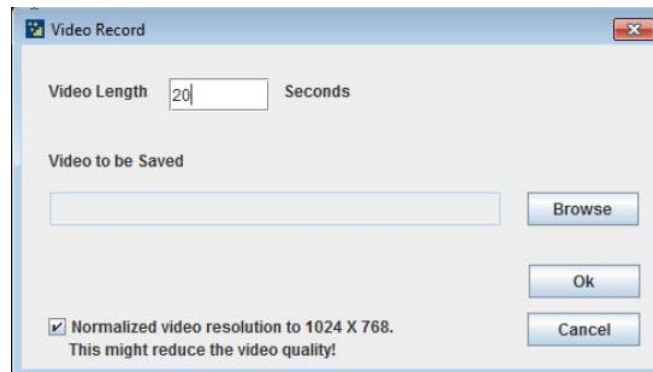 Video Record
Video Length 20 Seconds
Video to be Saved
Browse
Ok
Normalized video resolution to 1024 X 768.
This might reduce the video quality!
Cancel